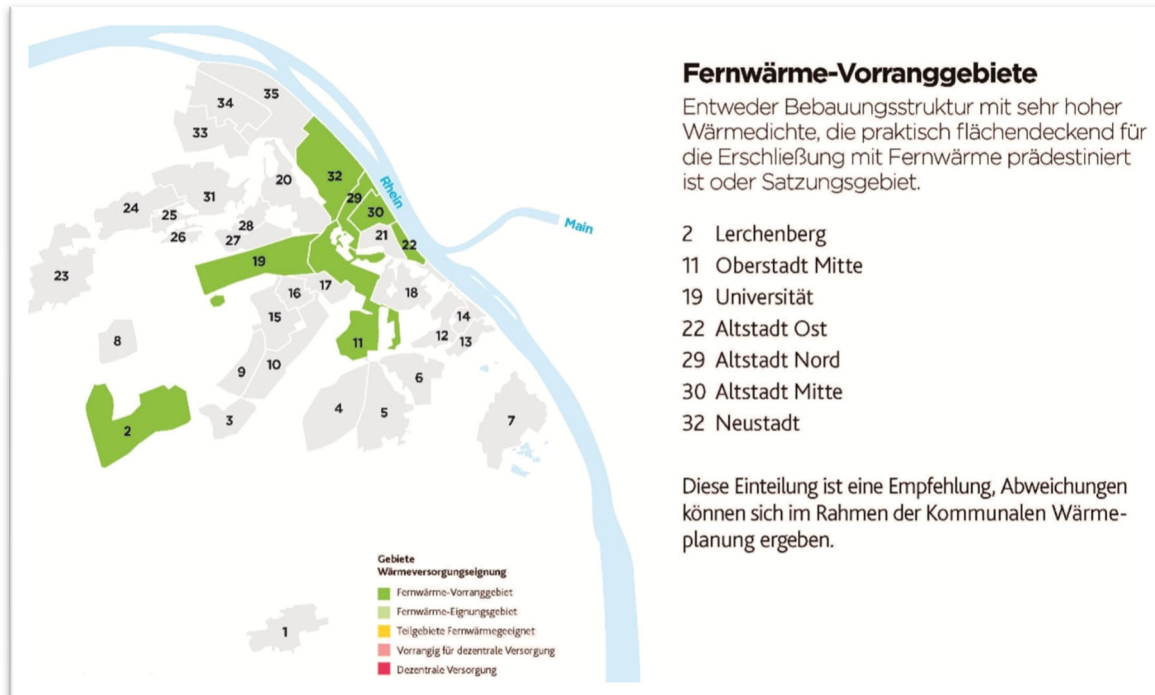 Fernwärme-Vorranggebiete
Entweder Bebauungsstruktur mit sehr hoher
Wärmedichte, die praktisch flächendeckend für
die Erschließung mit Fernwärme prädestiniert
ist oder Satzungsgebiet.
2 Lerchenberg
11 Oberstadt Mitte
19 Universität
22 Altstadt Ost
29 Altstadt Nord
30 Altstadt Mitte
32 Neustadt
Diese Einteilung ist eine Empfehlung, Abweichungen
können sich im Rahmen der Kommunalen Wärme-
planung ergeben.
35
34
33
20
32
Rhein
31
29
24
30
25
28
Main
26
27
21
22
23
19
16
17
18
15
14
8
11
12
13
9
10
6
4
5
7
3
2
1
Gebiete
Wärmeversorgungseignung
Fernwärme-Vorranggebiet
Fernwärme-Eignungsgebiet
Teilgebiete Fernwärmegeeignet
Vorrangig für dezentrale Versorgung
Dezentrale Versorgung